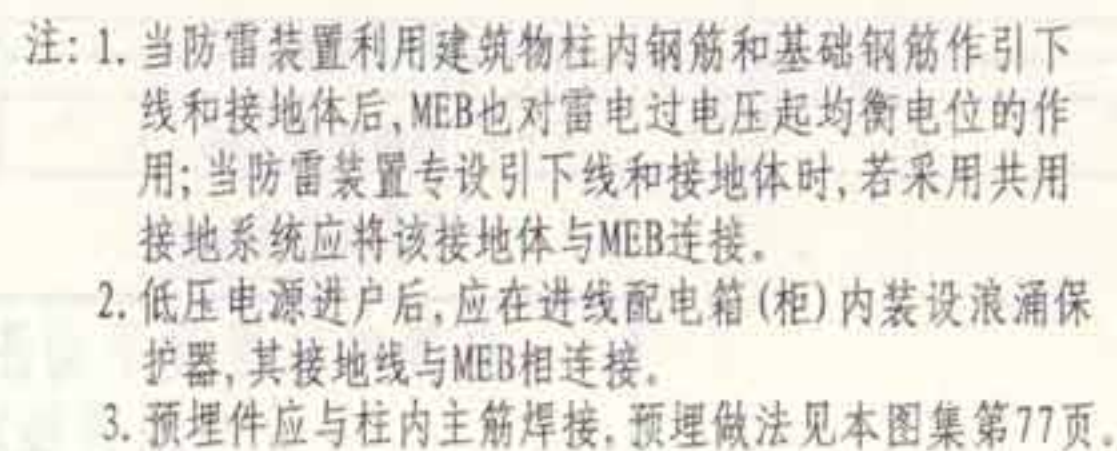 注: 1. 当防雷装置利用建筑物柱内钢筋和基础钢筋作引下
线和接地体后,MEB也对雷电过电压起均衡电位的作
用; 当防雷装置专设引下线和接地体时, 若采用共用
接地系统应将该接地体与MEB连接。
2. 低压电源进户后, 应在进线配电箱(柜)内装设浪涌保
护器, 其接地线与MEB相连接。
3. 预埋件应与柱内主筋焊接, 预埋做法见本图集第77页。